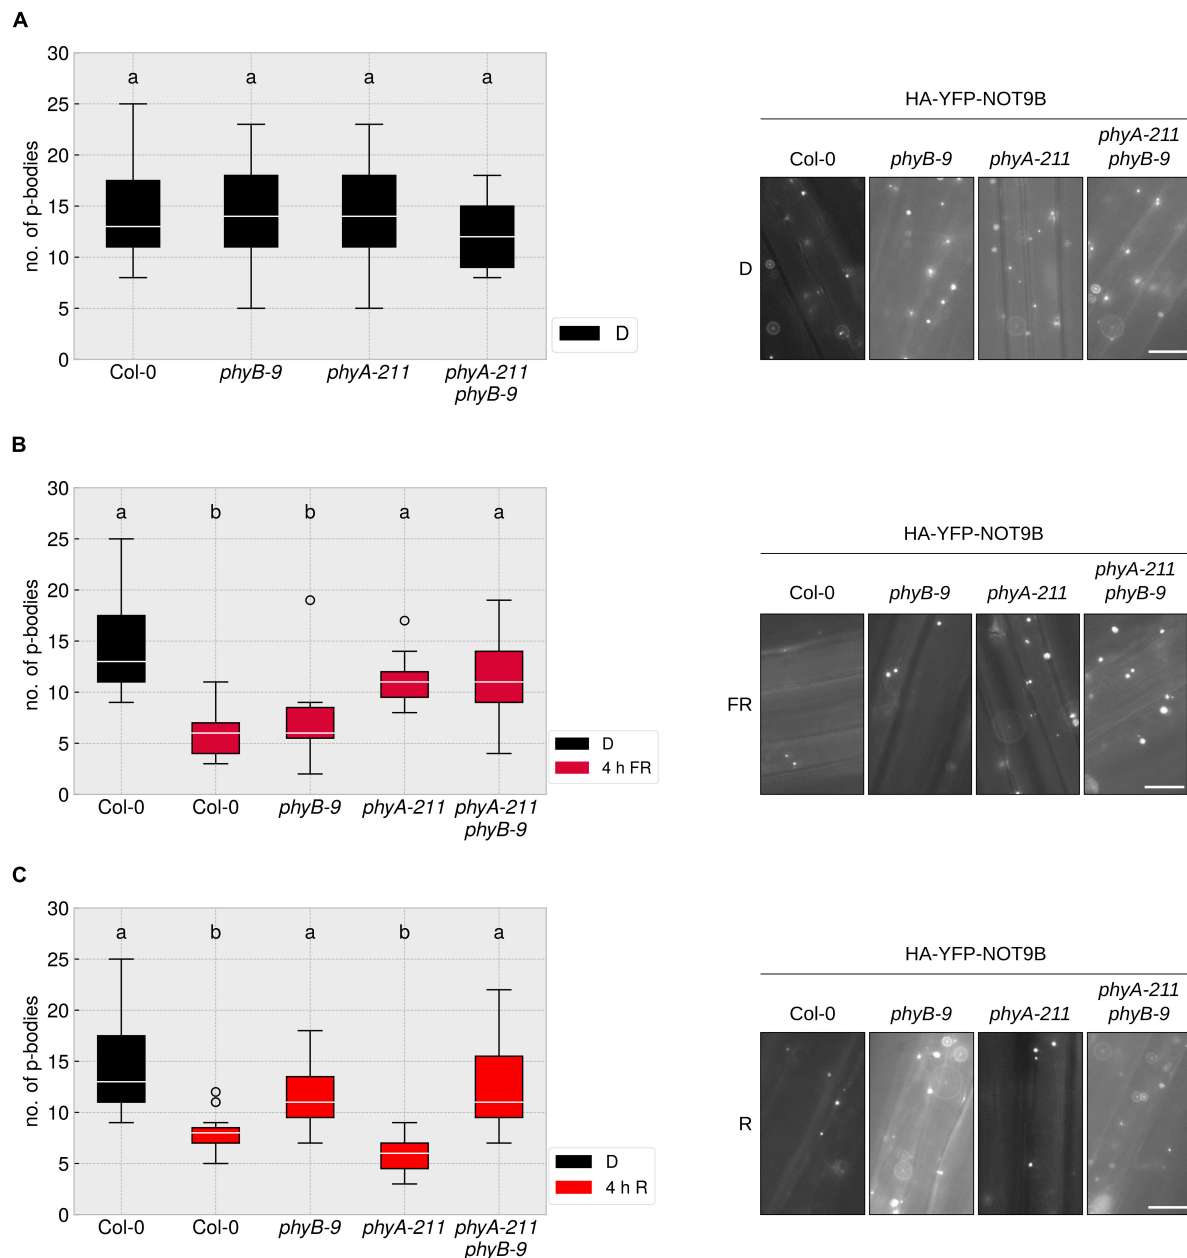 A
30
25
20
15
10
5
0
no. of p-bodies
a a a a
Col-0 phyB-9 phyA-211 phyA-211
phyB-9
D
HA-YFP-NOT9B
Col-0 phyB-9 phyA-211 phyA-211
phyB-9
D
B
30
25
20
15
10
5
0
no. of p-bodies
a b b a a
Col-0 Col-0 phyB-9 phyA-211 phyA-211
phyB-9
D
4 h FR
HA-YFP-NOT9B
Col-0 phyB-9 phyA-211 phyA-211
phyB-9
FR
C
30
25
20
15
10
5
0
no. of p-bodies
a b a b a
Col-0 Col-0 phyB-9 phyA-211 phyA-211
phyB-9
D
4 h R
HA-YFP-NOT9B
Col-0 phyB-9 phyA-211 phyA-211
phyB-9
R